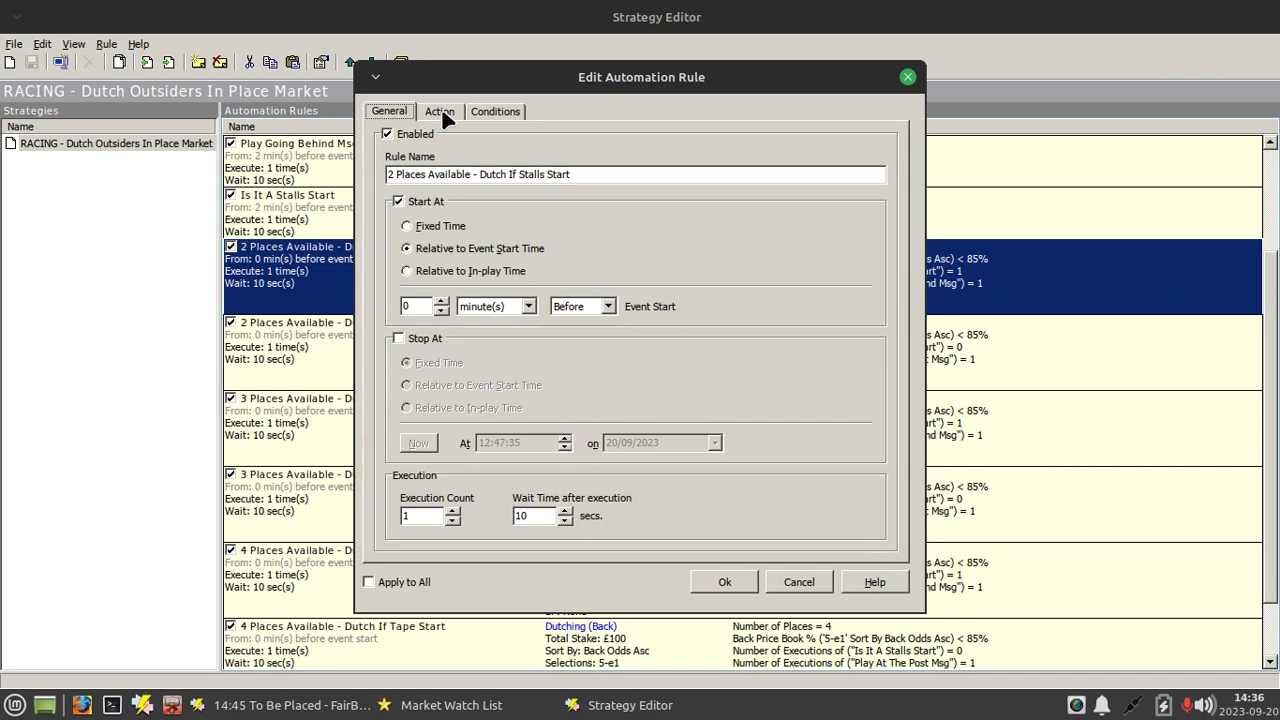 Strategy Editor
File Edit View Rule Help
RACING - Dutch Outsiders In Place Market
Strategies
Name
RACING - Dutch Outsiders In Place Market
Automation Rules
Name
Play Going Behind Ms
From: 2 min(s) before event
Execute: 1 time(s)
Wait: 10 sec(s)
Is It A Stalls Start
From: 2 min(s) before event
Execute: 1 time(s)
Wait: 10 sec(s)
2 Places Available - D
From: 0 min(s) before event
Execute: 1 time(s)
Wait: 10 sec(s)
2 Places Available - D
From: 0 min(s) before event
Execute: 1 time(s)
Wait: 10 sec(s)
3 Places Available - D
From: 0 min(s) before event
Execute: 1 time(s)
Wait: 10 sec(s)
3 Places Available - D
From: 0 min(s) before event
Execute: 1 time(s)
Wait: 10 sec(s)
4 Places Available - D
From: 0 min(s) before event
Execute: 1 time(s)
Wait: 10 sec(s)
4 Places Available - Dutch If Tape Start
From: 0 min(s) before event start
Execute: 1 time(s)
Wait: 10 sec(s)
Dutching (Back)
Total Stake: £100
Sort By: Back Odds Asc
Selections: 5-e1
Number of Places = 4
Back Price Book % ('5-e1' Sort By Back Odds Asc) < 85%
Number of Executions of ("Is It A Stalls Start") = 0
Number of Executions of ("Play At The Post Msg") = 1
s Asc) < 85%
rt") = 1
nd Msg") = 1
s Asc) < 85%
rt") = 0
t Msg") = 1
s Asc) < 85%
rt") = 1
nd Msg") = 1
s Asc) < 85%
rt") = 0
t Msg") = 1
s Asc) < 85%
rt") = 1
nd Msg") = 1
Edit Automation Rule
General Action Conditions
Enabled
Rule Name
2 Places Available - Dutch If Stalls Start
Start At
Fixed Time
Relative to Event Start Time
Relative to In-play Time
0 minute(s) Before Event Start
Stop At
Fixed Time
Relative to Event Start Time
Relative to In-play Time
Now At 12:47:35 on 20/09/2023
Execution
Execution Count Wait Time after execution
1 10 secs.
Apply to All Ok Cancel Help
14:45 To Be Placed - FairB... Market Watch List Strategy Editor
14:36
2023-09-20